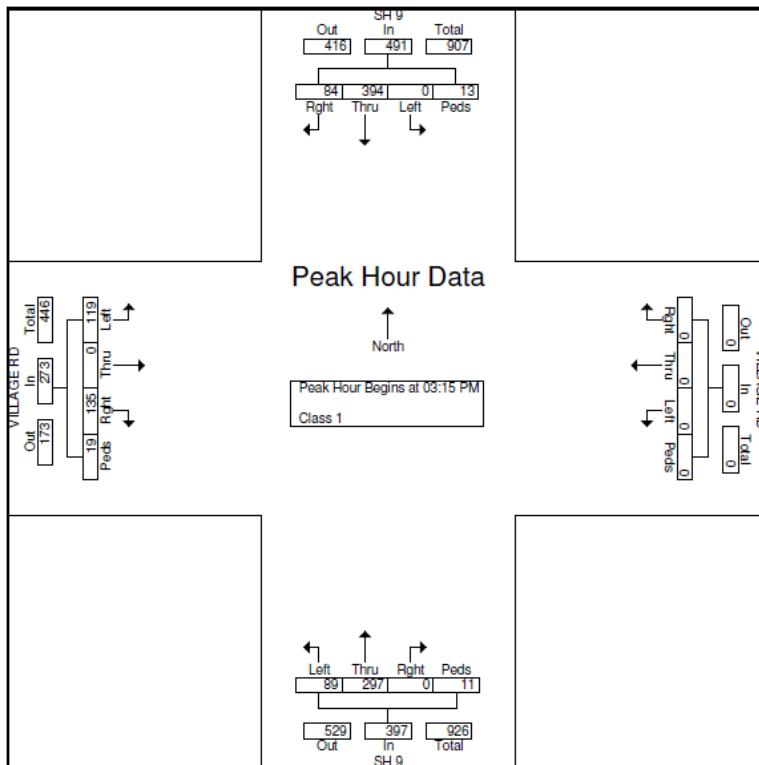 SH 9
Out In Total
416 491 907
84 394 0 13
Rght Thru Left Peds
Peak Hour Data
North
Peak Hour Begins at 03:15 PM
Class 1
VILLAGE RD
Out In Total
173 273 446
19 135 0 119
Peds Rght Thru Left
Rght Thru Left Peds
0 0 0 0
0 0 0
Out In Total
Left Thru Rght Peds
89 297 0 11
529 397 926
Out In Total
SH 9